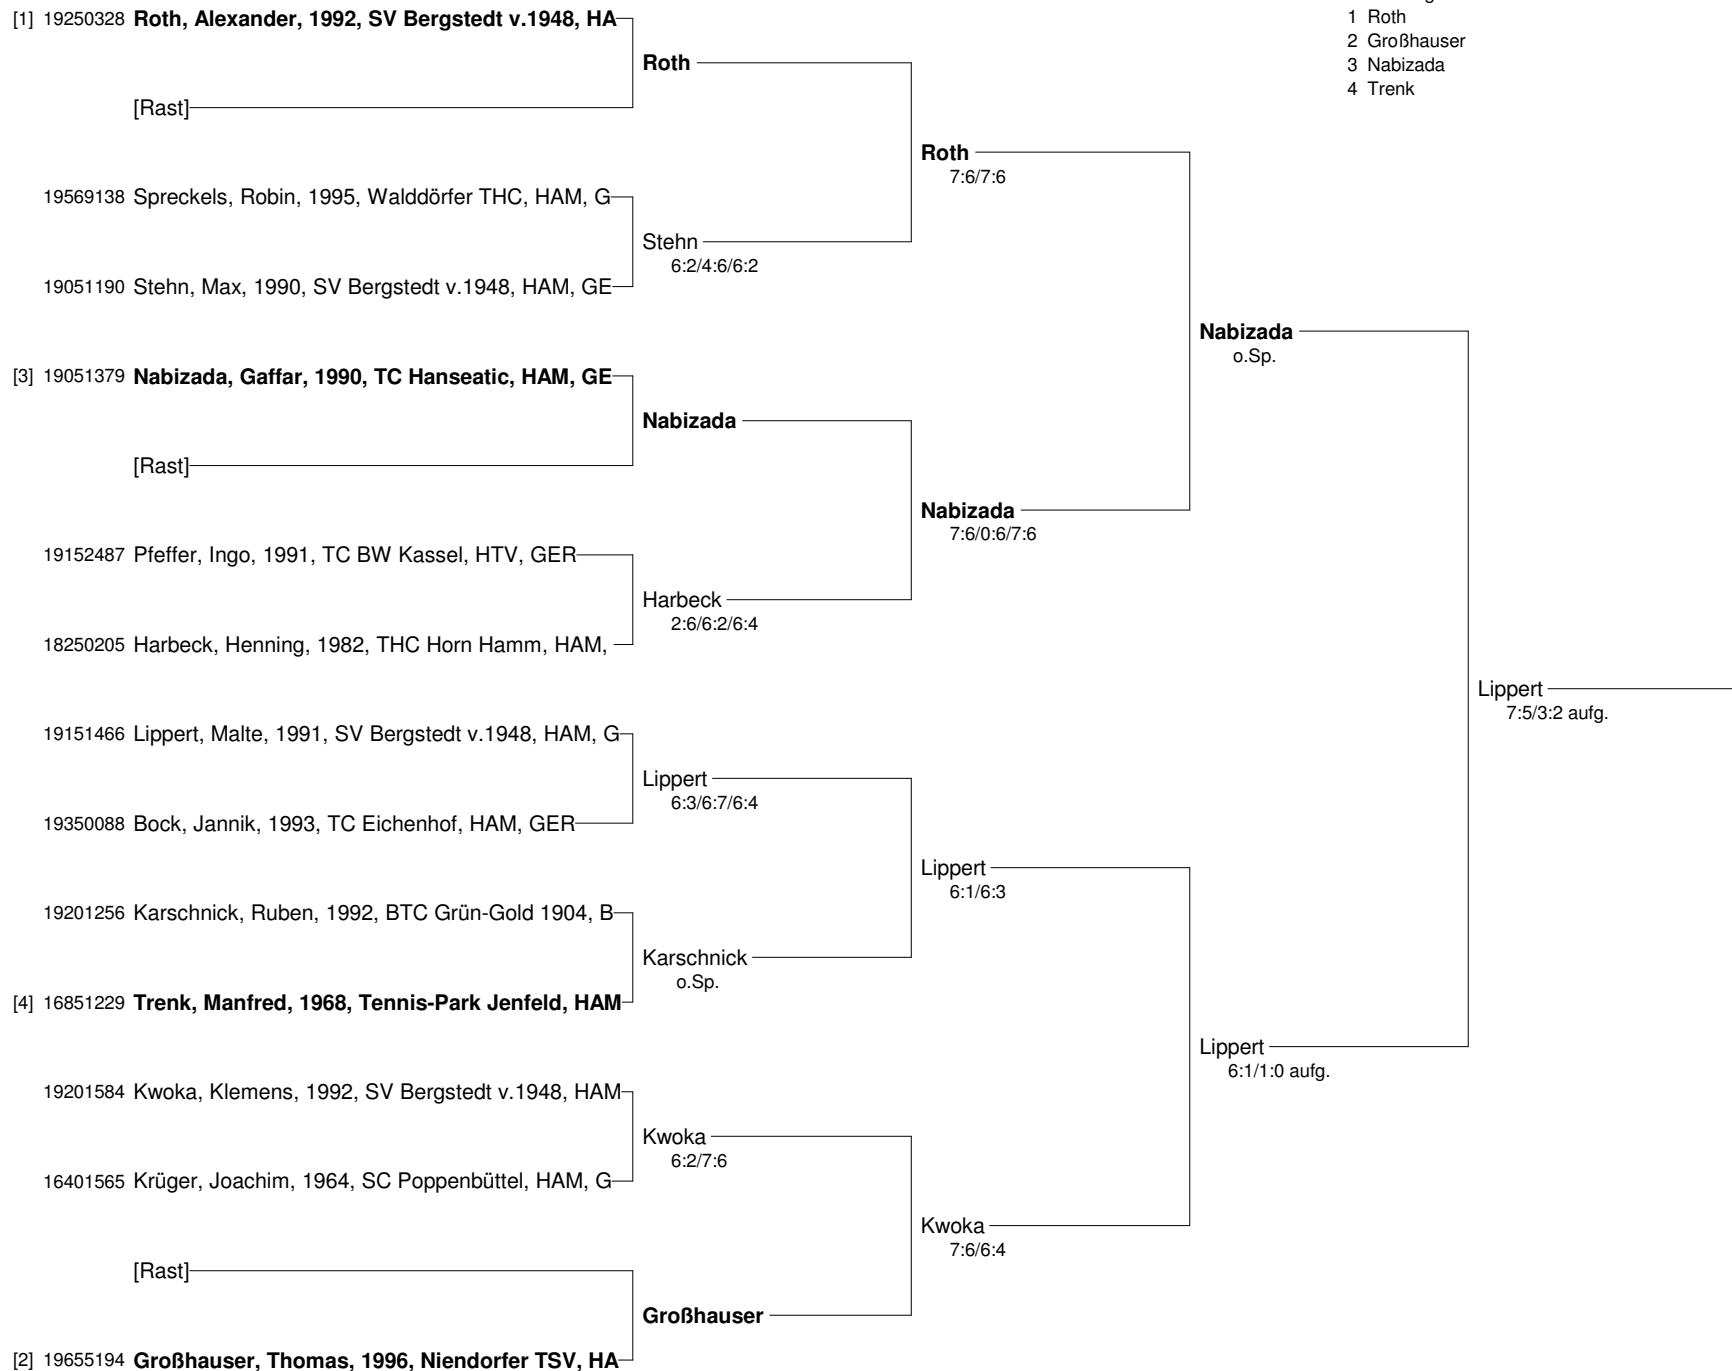 [1] 19250328 Roth, Alexander, 1992, SV Bergstedt v.1948, HA
1 Roth
2 Großhauser
3 Nabizada
4 Trenk
Roth
[Rast]
Roth
7:6/7:6
19569138 Spreckels, Robin, 1995, Walddörfer THC, HAM, G
Stehn
6:2/4:6/6:2
19051190 Stehn, Max, 1990, SV Bergstedt v.1948, HAM, GE
Nabizada
o.Sp.
[3] 19051379 Nabizada, Gaffar, 1990, TC Hanseatic, HAM, GE
Nabizada
[Rast]
Nabizada
7:6/0:6/7:6
19152487 Pfeffer, Ingo, 1991, TC BW Kassel, HTV, GER
Harbeck
2:6/6:2/6:4
18250205 Harbeck, Henning, 1982, THC Horn Hamm, HAM,
Lippert
7:5/3:2 aufg.
19151466 Lippert, Malte, 1991, SV Bergstedt v.1948, HAM, G
Lippert
6:3/6:7/6:4
19350088 Bock, Jannik, 1993, TC Eichenhof, HAM, GER
Lippert
6:1/6:3
19201256 Karschnick, Ruben, 1992, BTC Grün-Gold 1904, B
Karschnick
o.Sp.
[4] 16851229 Trenk, Manfred, 1968, Tennis-Park Jenfeld, HAM
Lippert
6:1/1:0 aufg.
19201584 Kwoka, Klemens, 1992, SV Bergstedt v.1948, HAM
Kwoka
6:2/7:6
16401565 Krüger, Joachim, 1964, SC Poppenbüttel, HAM, G
Kwoka
7:6/6:4
[Rast]
Großhauser
[2] 19655194 Großhauser, Thomas, 1996, Niendorfer TSV, HA